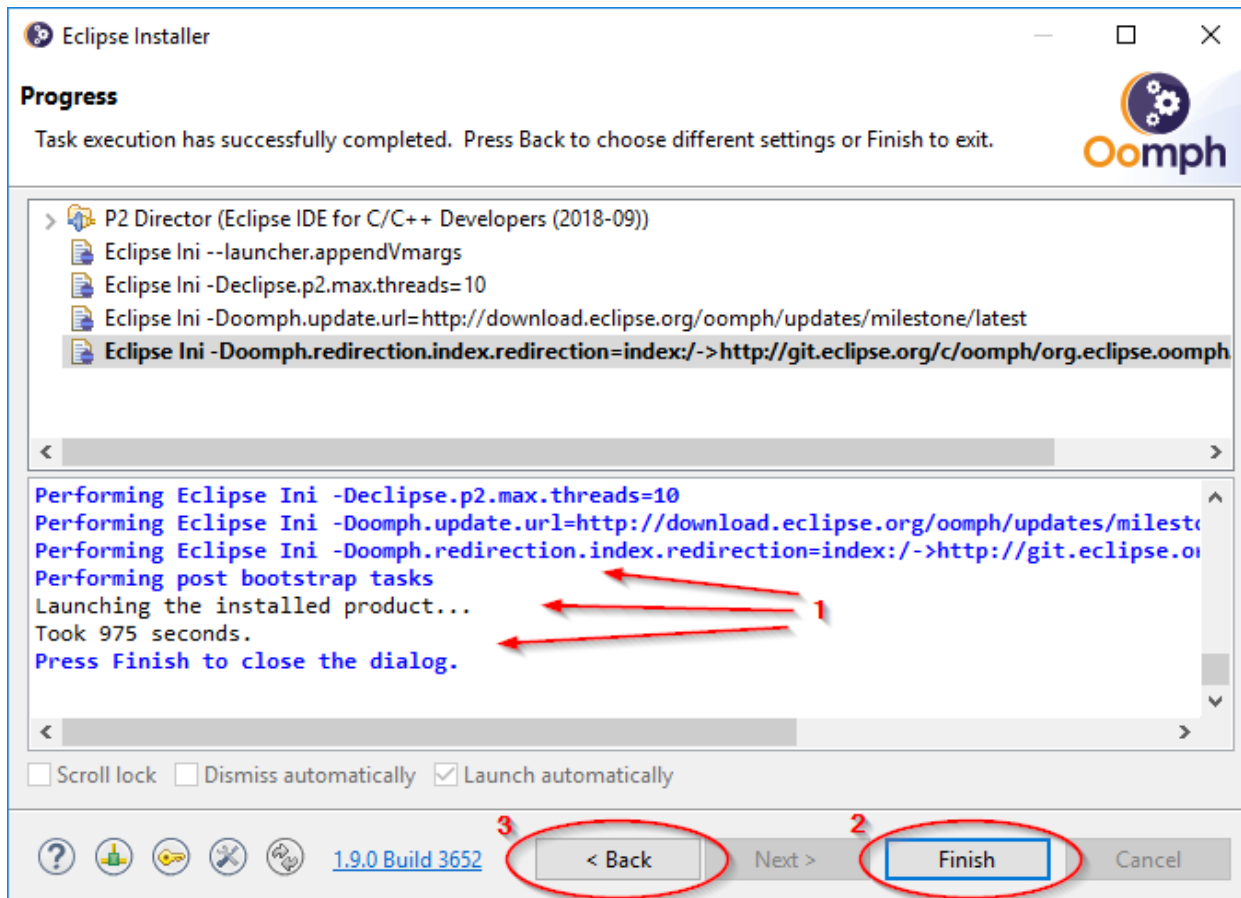 Eclipse Installer
Progress
Task execution has successfully completed.  Press Back to choose different settings or Finish to exit.
Oomph
P2 Director (Eclipse IDE for C/C++ Developers (2018-09))
Eclipse Ini --launcher.appendVmargs
Eclipse Ini -Declipse.p2.max.threads=10
Eclipse Ini -Doomph.update.url=http://download.eclipse.org/oomph/updates/milestone/latest
Eclipse Ini -Doomph.redirection.index.redirection=index:/->http://git.eclipse.org/c/oomph/org.eclipse.oomph.
Performing Eclipse Ini -Declipse.p2.max.threads=10
Performing Eclipse Ini -Doomph.update.url=http://download.eclipse.org/oomph/updates/milesto
Performing Eclipse Ini -Doomph.redirection.index.redirection=index:/->http://git.eclipse.or
Performing post bootstrap tasks
Launching the installed product...
1
Took 975 seconds.
Press Finish to close the dialog.
Scroll lock Dismiss automatically Launch automatically
3 2
1.9.0 Build 3652 < Back Next > Finish Cancel